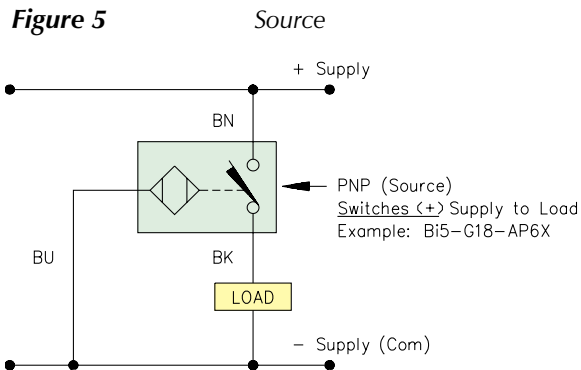 Figure 5 Source
+ Supply
BN
PNP (Source)
Switches (+) Supply to Load
Example: Bi5-G18-AP6X
BU BK
LOAD
- Supply (Com)